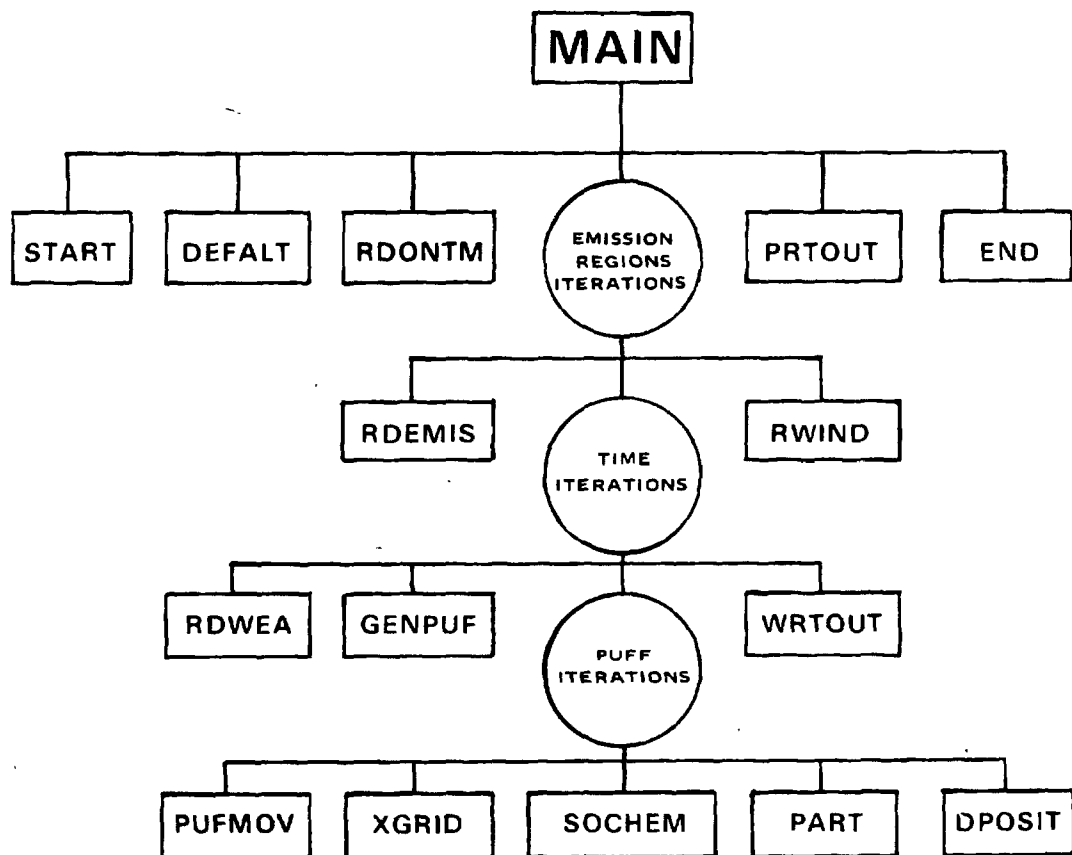 MAIN
START
DEFALT
RDONTM
EMISSION
REGIONS
ITERATIONS
PRTOUT
END
RDEMIS
TIME
ITERATIONS
RWIND
RDWEA
GENPUF
PUFF
ITERATIONS
WRTOUT
PUFMOV
XGRID
SOCHEM
PART
DPOSIT